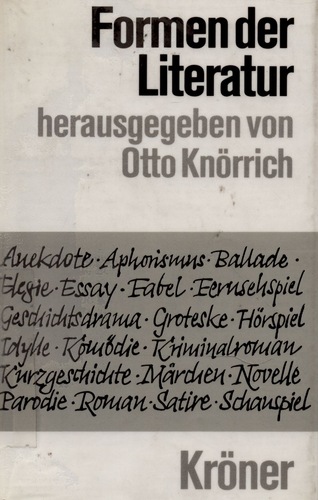 Formen der
Literatur
herausgegeben von
Otto Knörrich
Anekdote · Aphorismus · Ballade ·
Elegie · Essay · Fabel · Fernsehspiel
Geschichtsdrama · Groteske · Hörspiel
Idylle · Komödie · Kriminalroman
Kurzgeschichte · Märchen · Novelle
Parodie · Roman · Satire · Schauspiel
Kröner